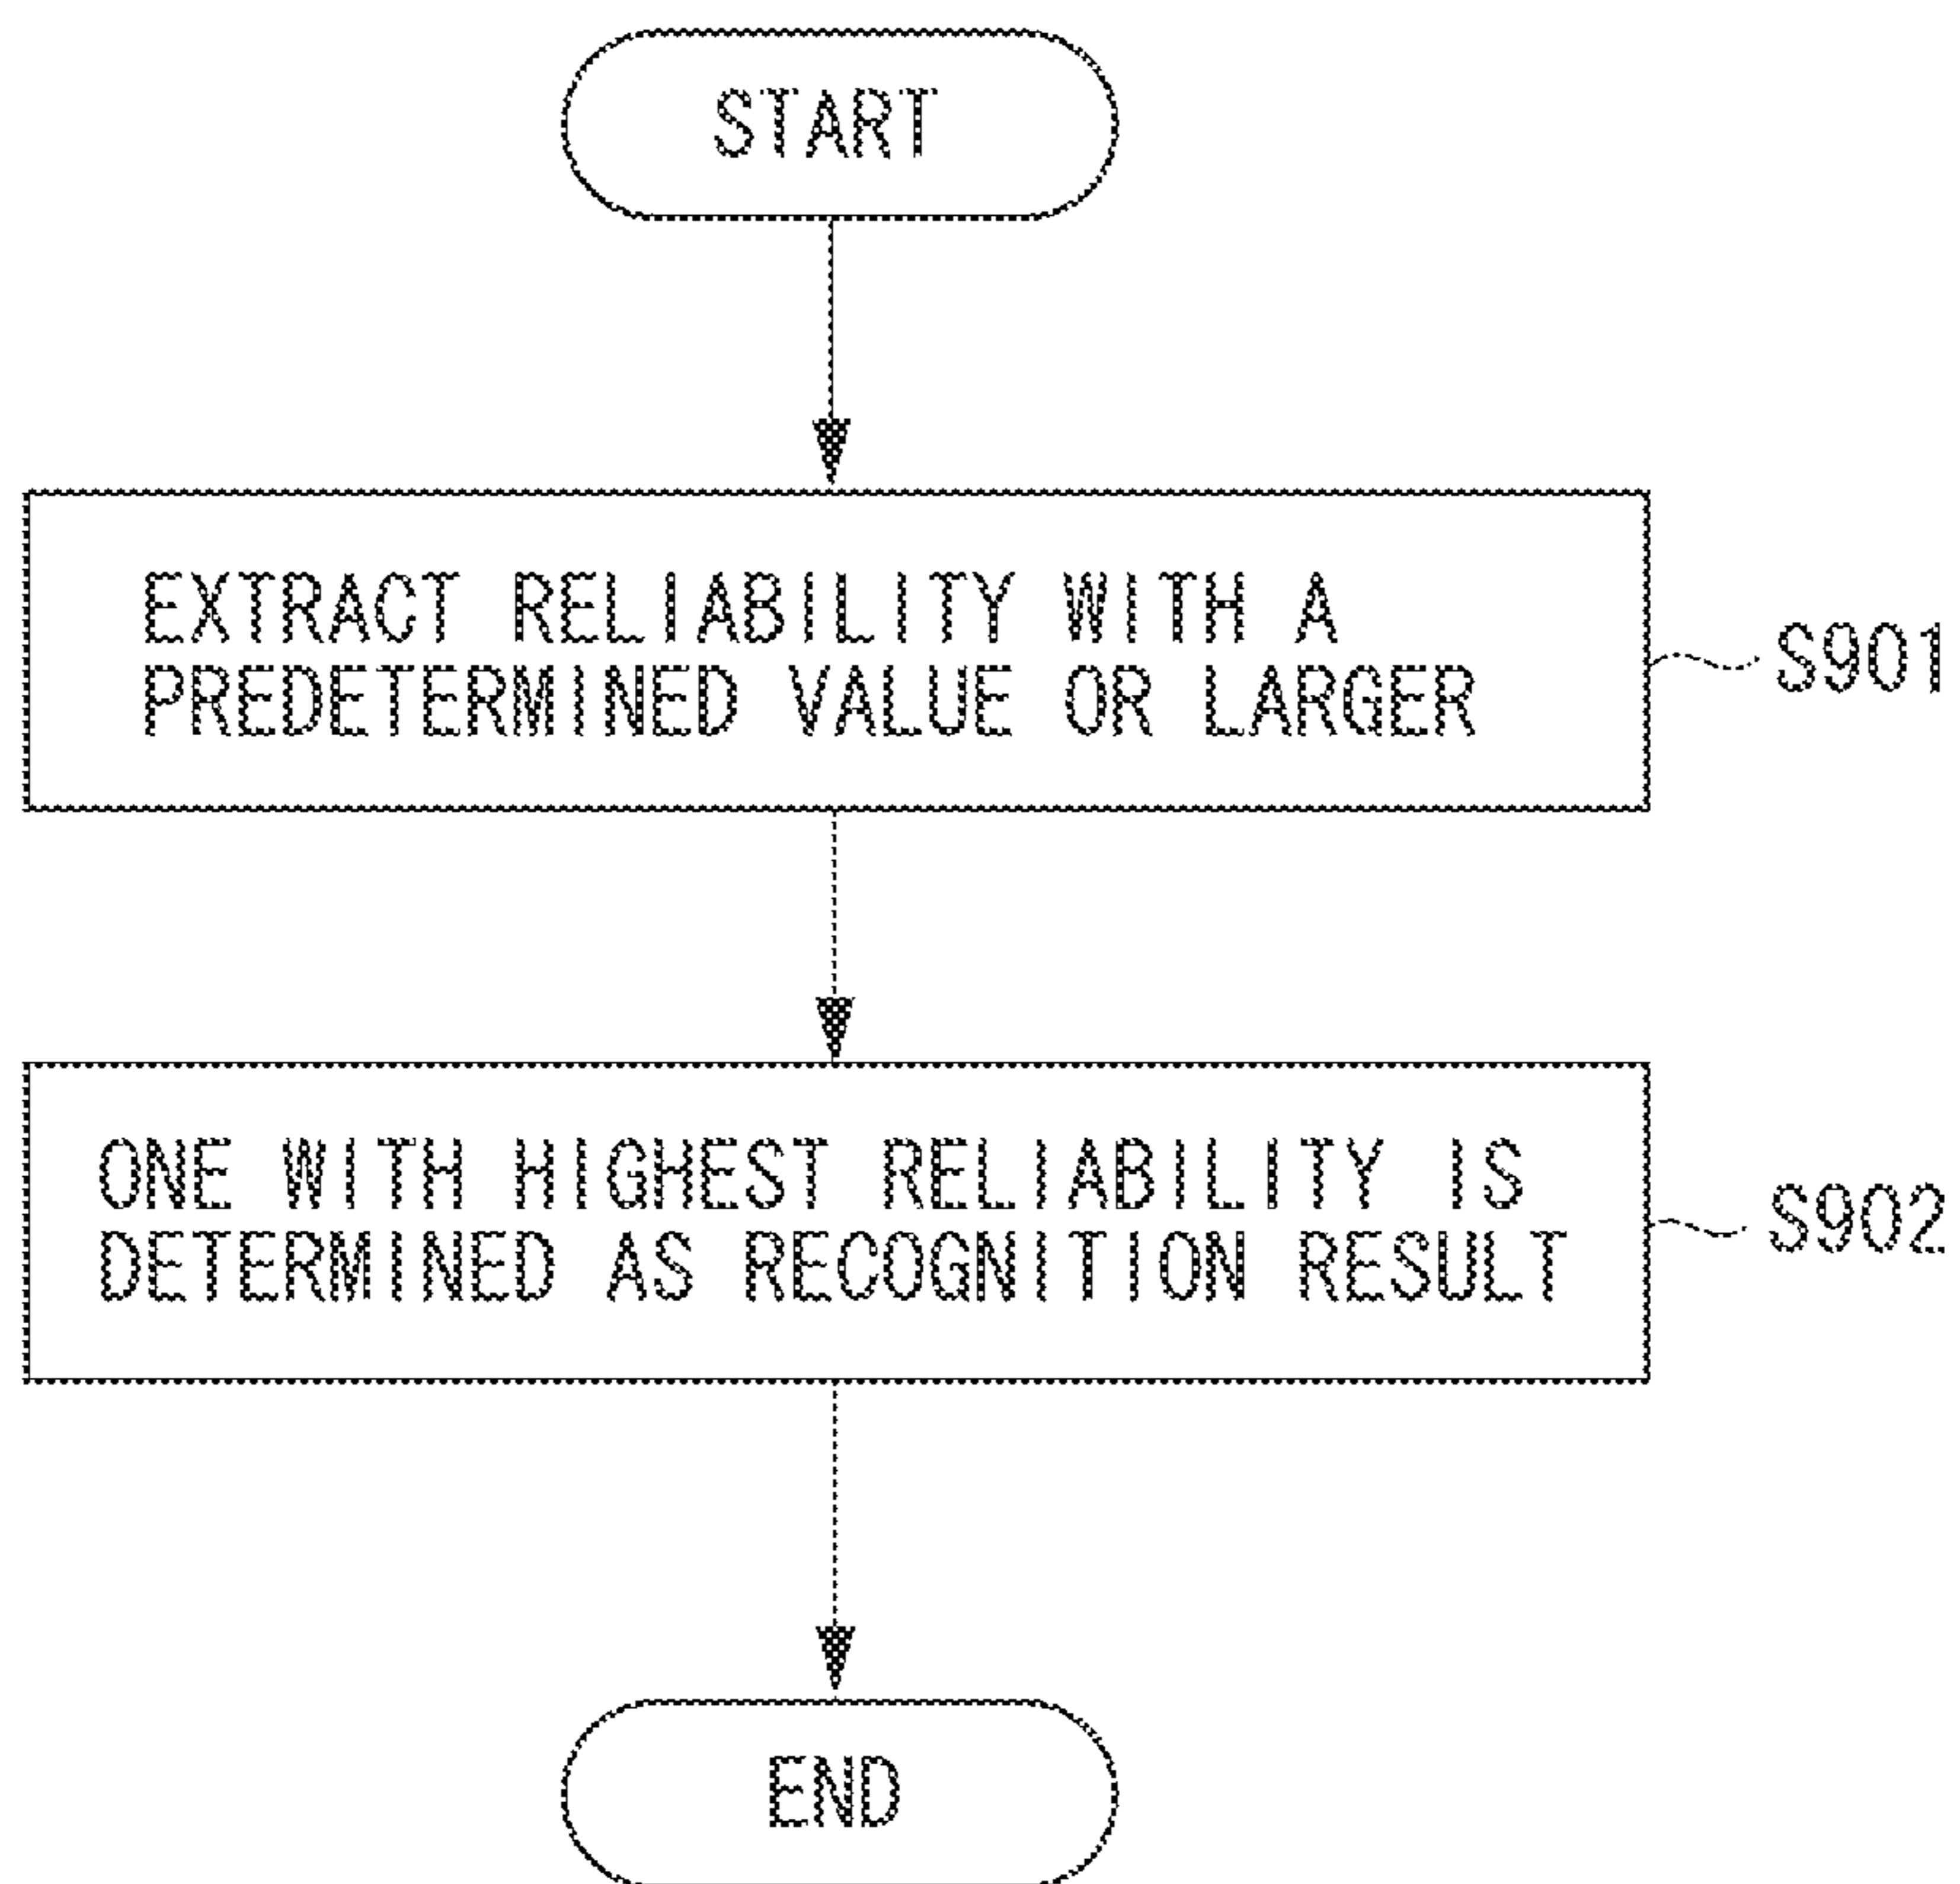 START
EXTRACT RELIABILITY WITH A
PREDETERMINED VALUE OR LARGER
S901
ONE WITH HIGHEST RELIABILITY IS
DETERMINED AS RECOGNITION RESULT
S902
END